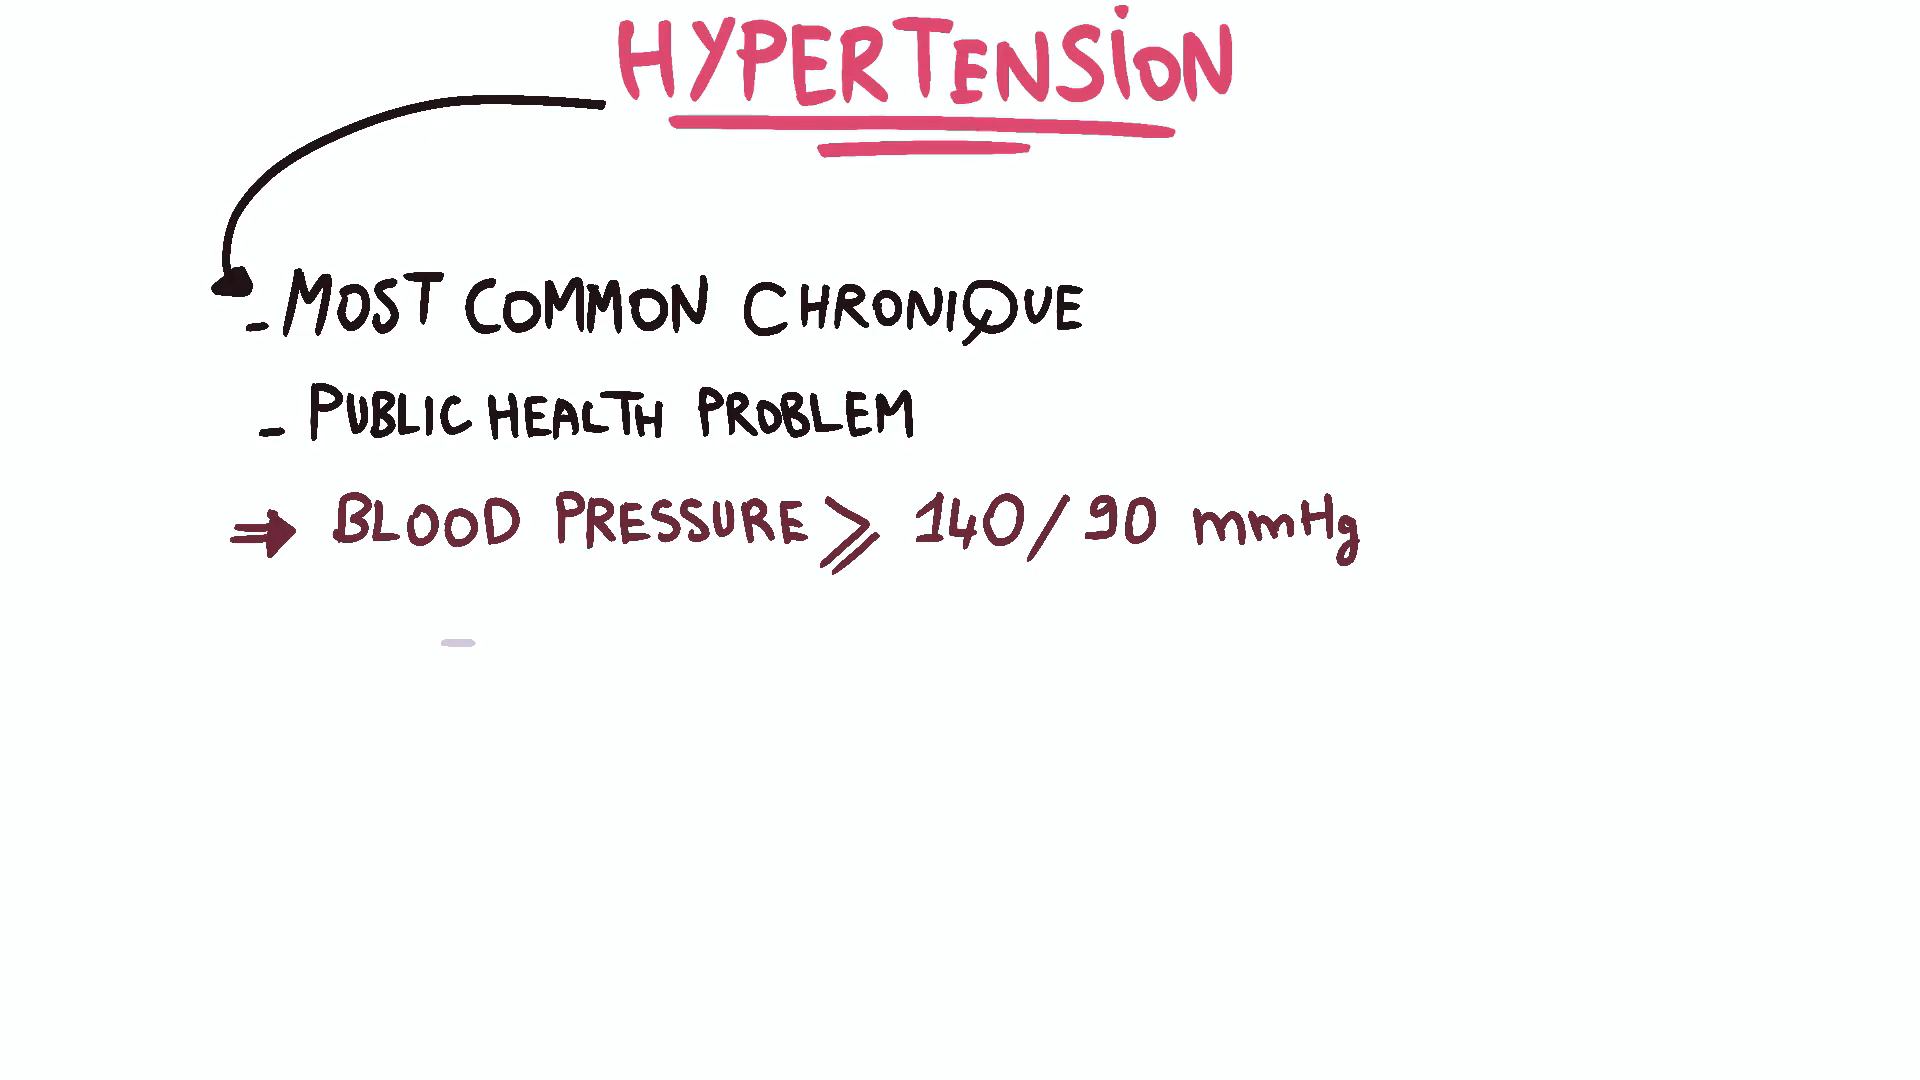 HYPERTENSiON
- MOST COMMON CHRONIQUE
- PUBLIC HEALTH PROBLEM
⇒ BLOOD PRESSURE ⩾ 140/90 mmHg